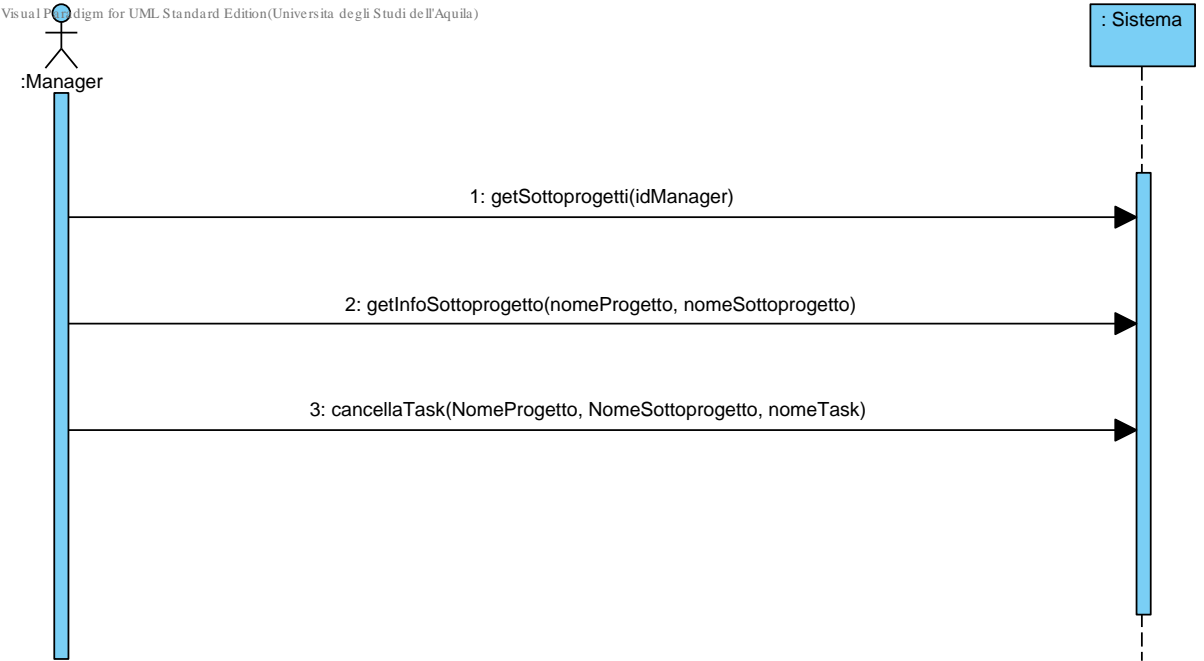 Visual Paradigm for UML Standard Edition(Universita degli Studi dell'Aquila)
: Sistema
:Manager
1: getSottoprogetti(idManager)
2: getInfoSottoprogetto(nomeProgetto, nomeSottoprogetto)
3: cancellaTask(NomeProgetto, NomeSottoprogetto, nomeTask)